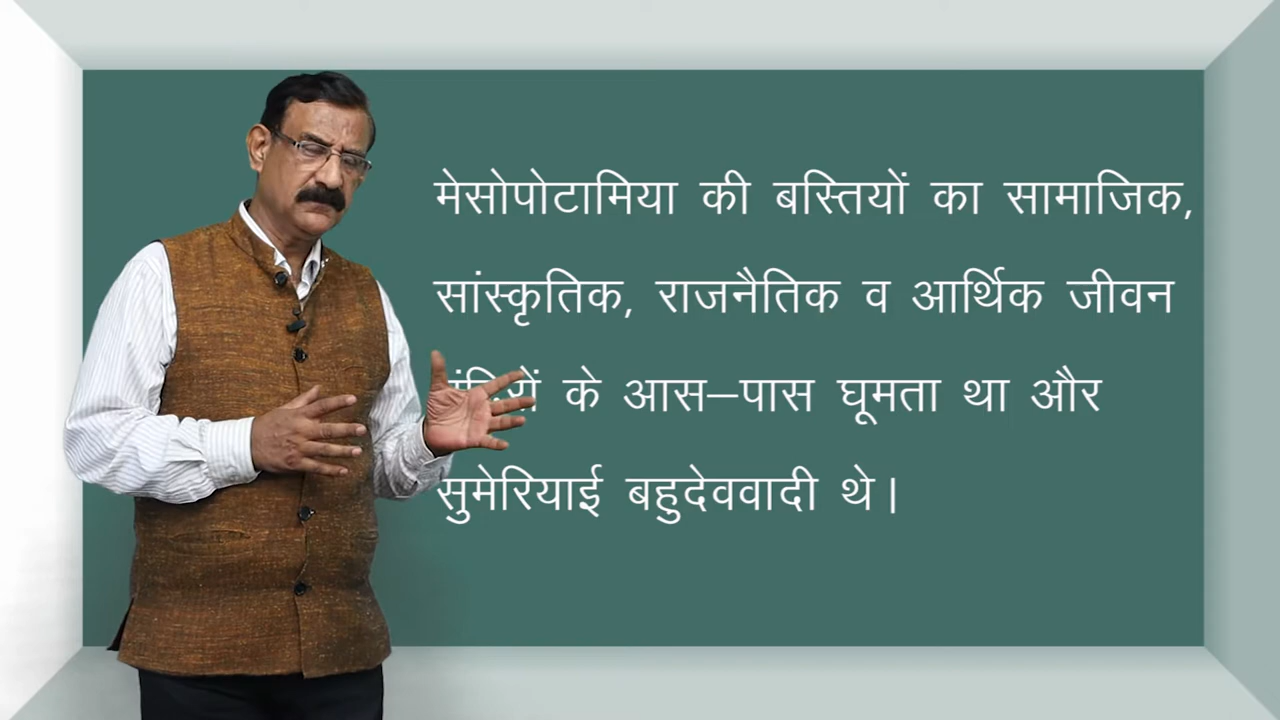 मेसोपोटामिया की बस्तियों का सामाजिक,
सांस्कृतिक, राजनैतिक व आर्थिक जीवन
के आस–पास घूमता था और
सुमेरियाई बहुदेववादी थे।